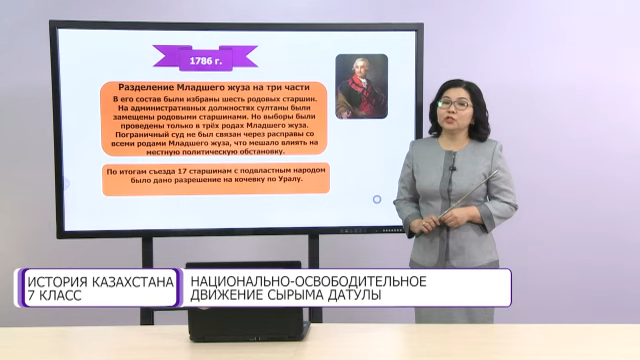 1786 г.
Разделение Младшего жуза на три части
В его состав были избраны шесть родовых старшин.
На административных должностях султаны были
замещены родовыми старшинами. Но выборы были
проведены только в трёх родах Младшего жуза.
Пограничный суд не был связан через расправы со
всеми родами Младшего жуза, что мешало влиять на
местную политическую обстановку.
По итогам съезда 17 старшинам с подвластным народом
было дано разрешение на кочевку по Уралу.
ИСТОРИЯ КАЗАХСТАНА
7 КЛАСС
НАЦИОНАЛЬНО-ОСВОБОДИТЕЛЬНОЕ
ДВИЖЕНИЕ СЫРЫМА ДАТУЛЫ